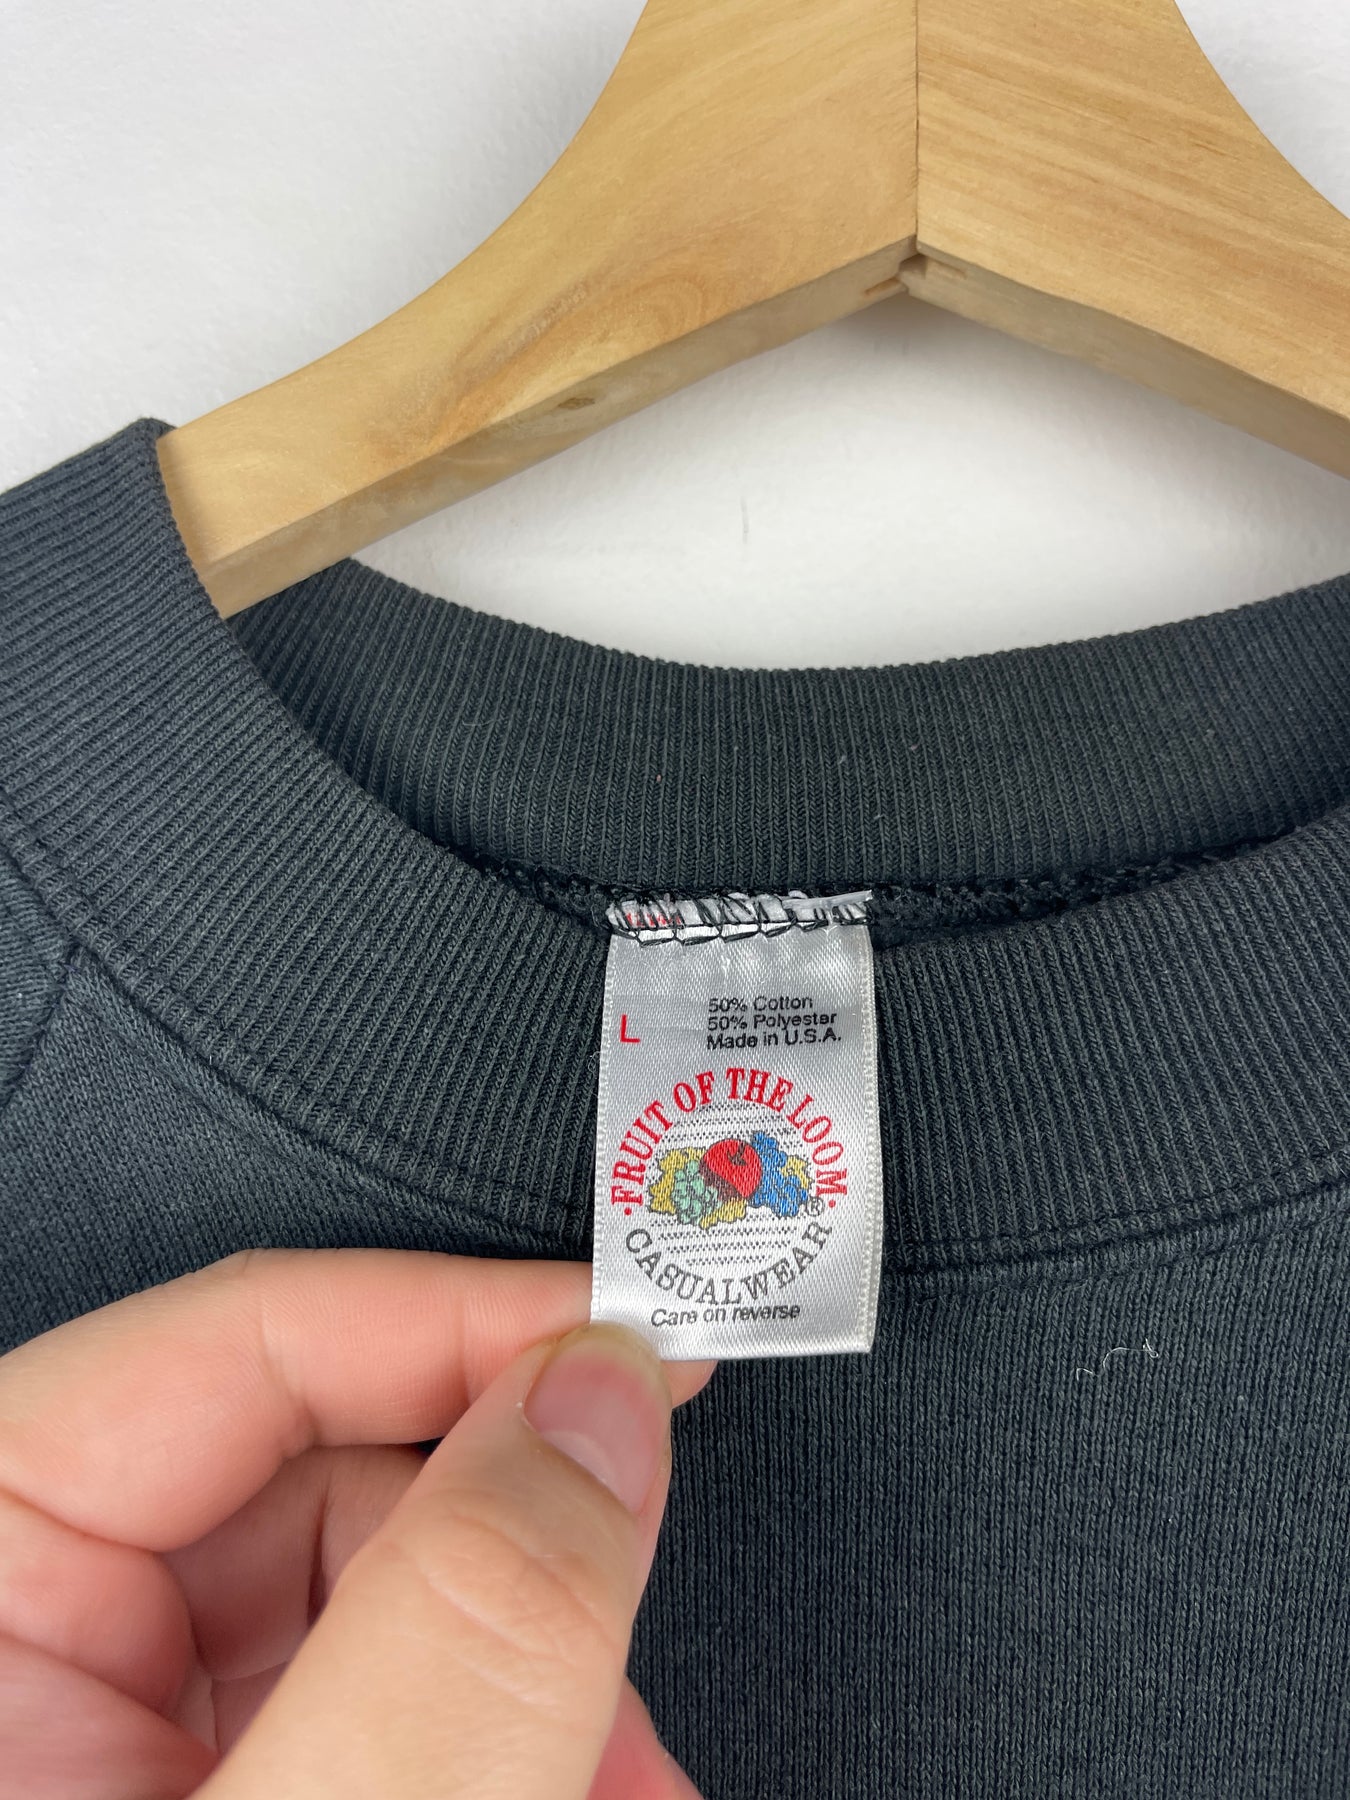 L
50% Cotton
50% Polyester
Made in U.S.A.
FRUIT OF THE LOOM
®
CASUALWEAR
Care on reverse